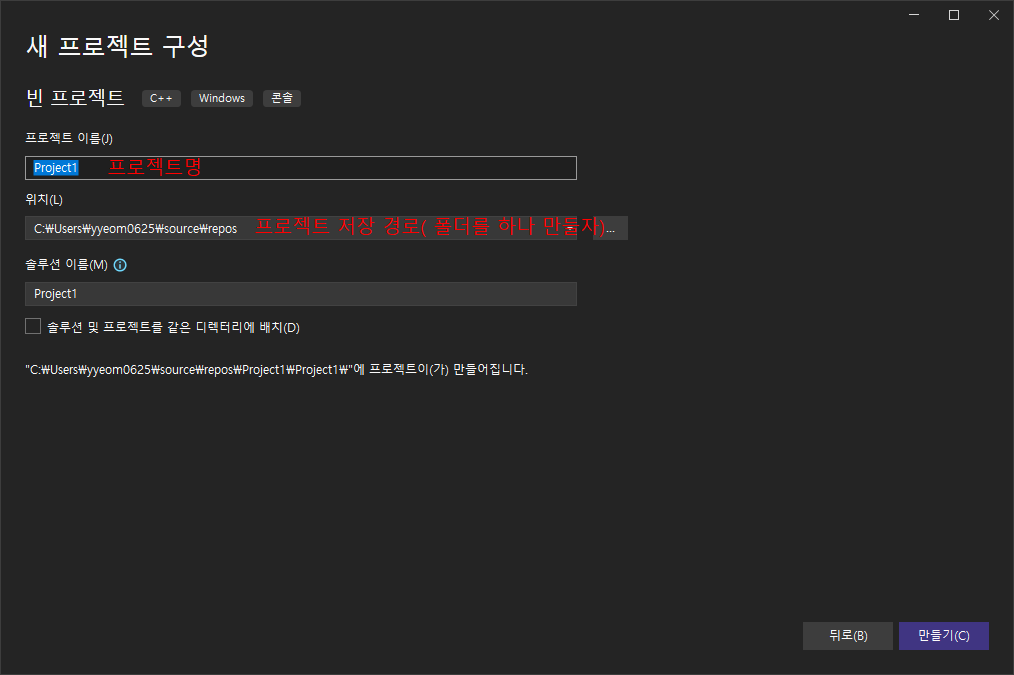 새 프로젝트 구성
빈 프로젝트 C++ Windows 콘솔
프로젝트 이름(J)
Project1 프로젝트명
위치(L)
C:₩Users₩yyeom0625₩source₩repos 프로젝트 저장 경로( 폴더를 하나 만들자) ...
솔루션 이름(M)
Project1
솔루션 및 프로젝트를 같은 디렉터리에 배치(D)
"C:₩Users₩yyeom0625₩source₩repos₩Project1₩Project1₩"에 프로젝트이(가) 만들어집니다.
뒤로(B) 만들기(C)